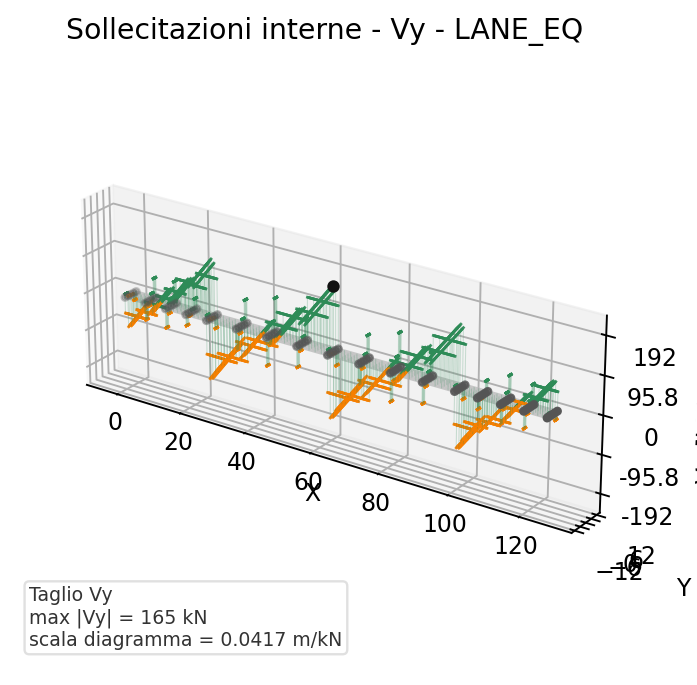 Sollecitazioni interne - Vy - LANE_EQ
192
95.8
0
-95.8
-192
0
20
40
60
80
100
120
X
12
−12
Y
Taglio Vy
max |Vy| = 165 kN
scala diagramma = 0.0417 m/kN